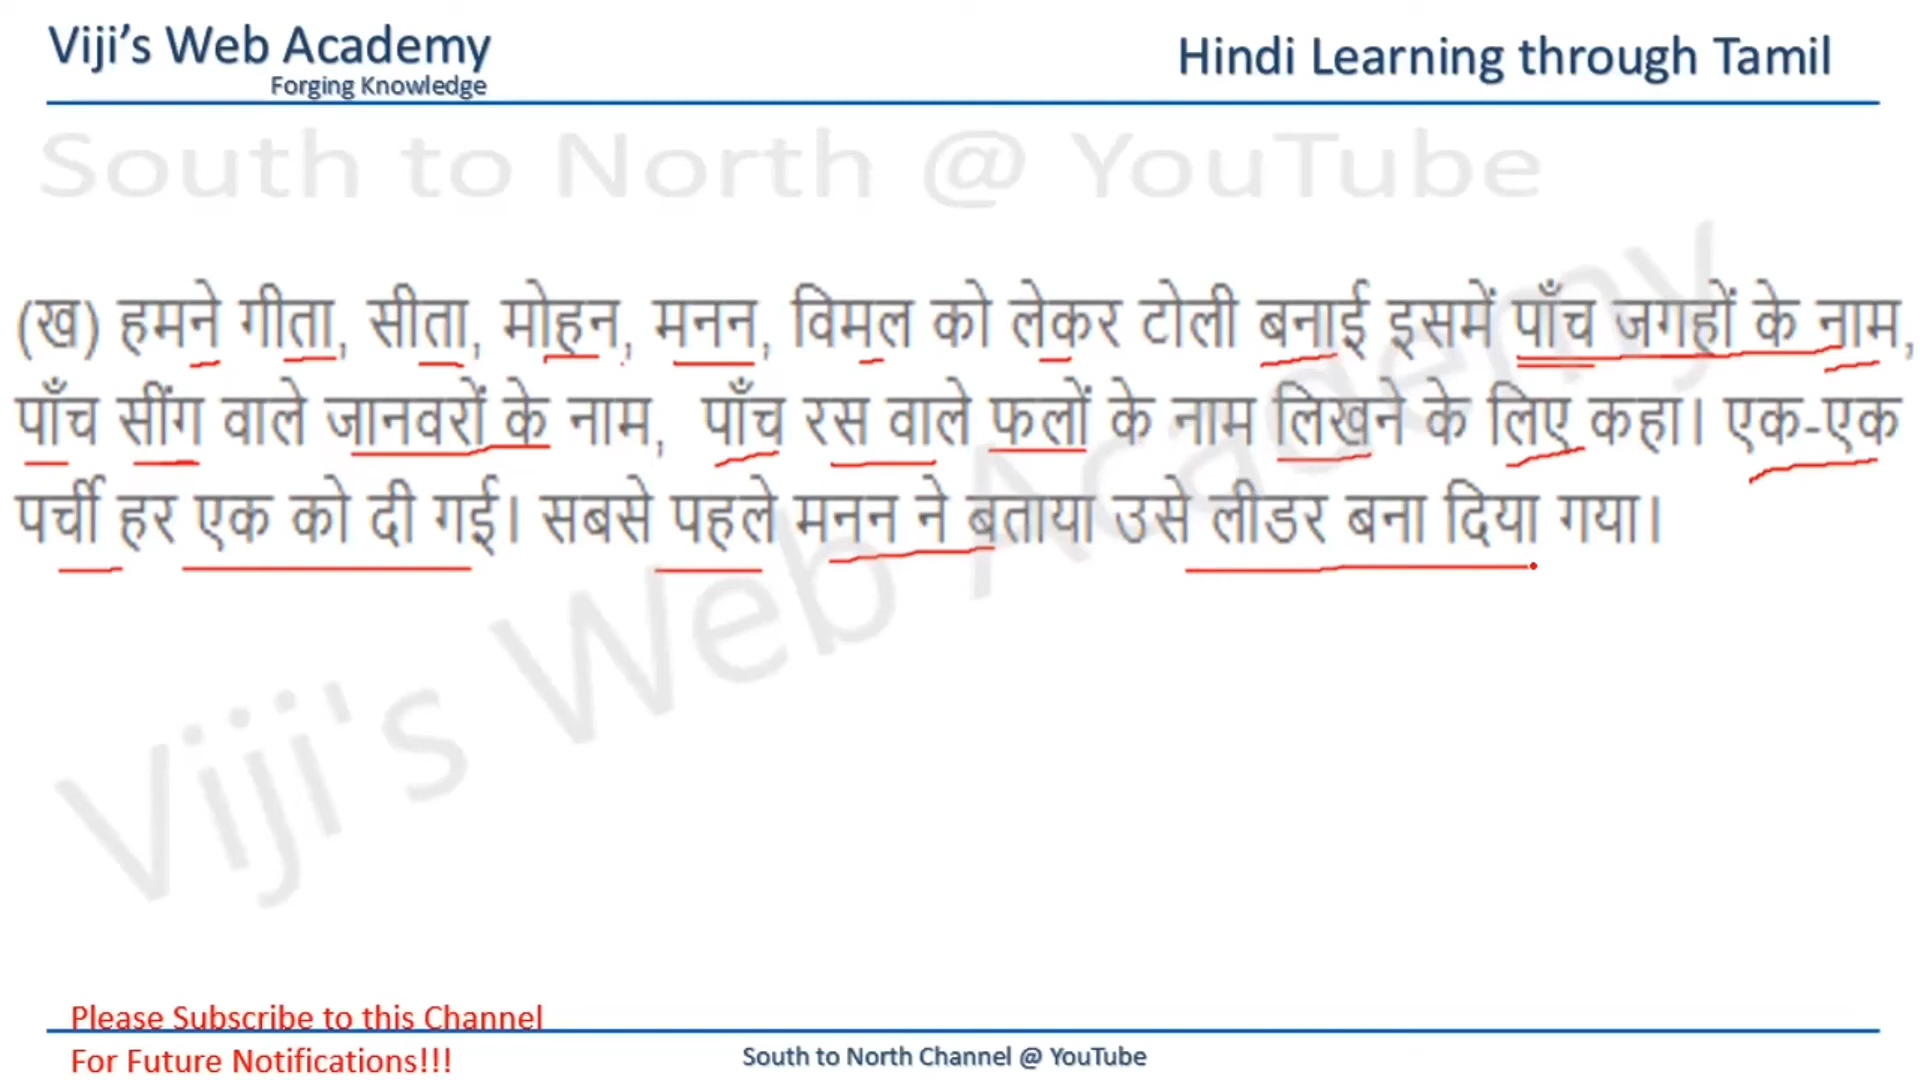 Viji's Web Academy
Forging Knowledge
Hindi Learning through Tamil
South to North @ YouTube
(ख) हमने गीता, सीता, मोहन, मनन, विमल को लेकर टोली बनाई इसमें पाँच जगहों के नाम,
पाँच सींग वाले जानवरों के नाम, पाँच रस वाले फलों के नाम लिखने के लिए कहा। एक-एक
पर्ची हर एक को दी गई। सबसे पहले मनन ने बताया उसे लीडर बना दिया गया।
Viji's Web Academy
Please Subscribe to this Channel
For Future Notifications!!!
South to North Channel @ YouTube